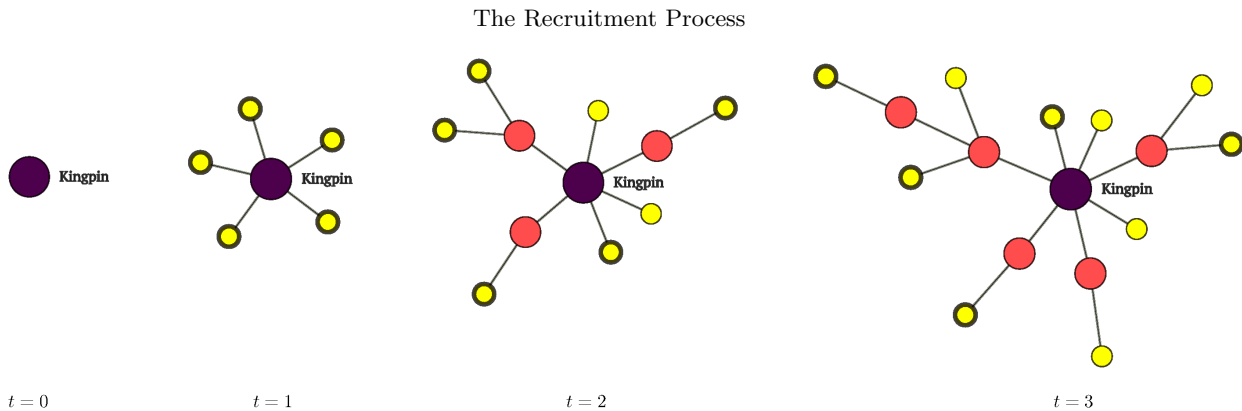 The Recruitment Process
Kingpin
Kingpin
Kingpin
Kingpin
t = 0
t = 1
t = 2
t = 3